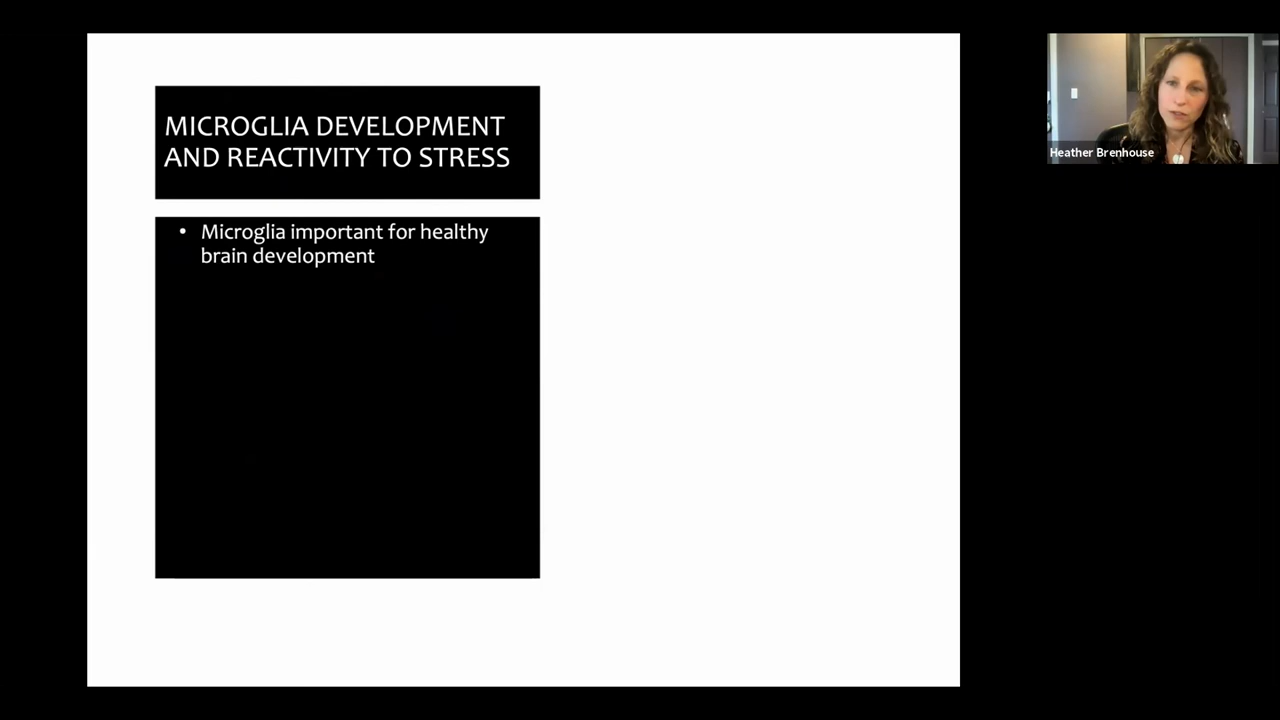 MICROGLIA DEVELOPMENT
AND REACTIVITY TO STRESS
• Microglia important for healthy
brain development
Heather Brenhouse